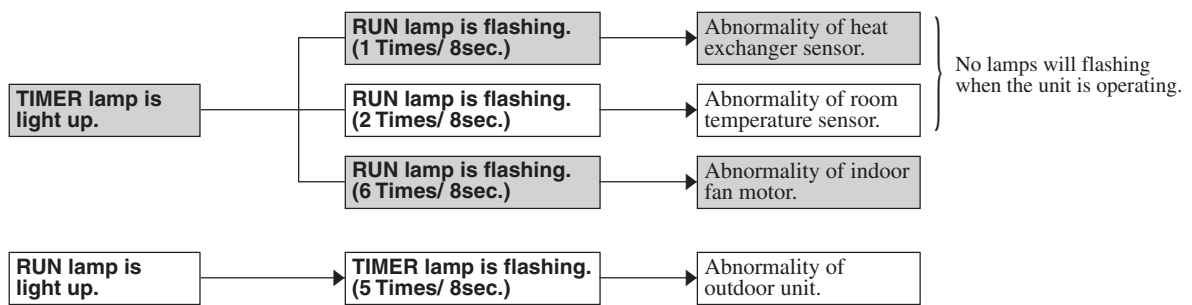 RUN lamp is flashing.
(1 Times/ 8sec.)
Abnormality of heat
exchanger sensor.
No lamps will flashing
when the unit is operating.
TIMER lamp is
light up.
RUN lamp is flashing.
(2 Times/ 8sec.)
Abnormality of room
temperature sensor.
RUN lamp is flashing.
(6 Times/ 8sec.)
Abnormality of indoor
fan motor.
RUN lamp is
light up.
TIMER lamp is flashing.
(5 Times/ 8sec.)
Abnormality of
outdoor unit.